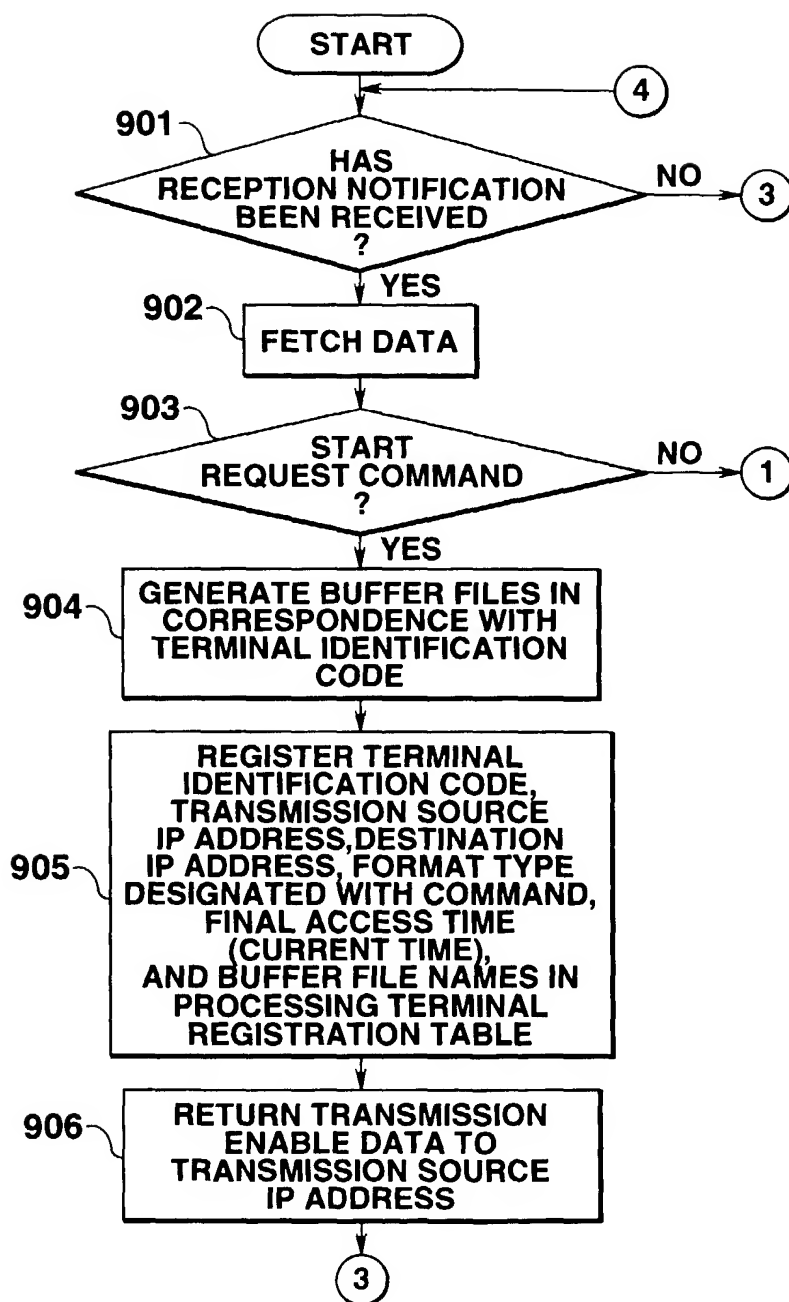 START
4
901
HAS
RECEPTION NOTIFICATION
BEEN RECEIVED
?
NO
3
YES
902
FETCH DATA
903
START
REQUEST COMMAND
?
NO
1
YES
904
GENERATE BUFFER FILES IN
CORRESPONDENCE WITH
TERMINAL IDENTIFICATION
CODE
905
REGISTER TERMINAL
IDENTIFICATION CODE,
TRANSMISSION SOURCE
IP ADDRESS,DESTINATION
IP ADDRESS, FORMAT TYPE
DESIGNATED WITH COMMAND,
FINAL ACCESS TIME
(CURRENT TIME),
AND BUFFER FILE NAMES IN
PROCESSING TERMINAL
REGISTRATION TABLE
906
RETURN TRANSMISSION
ENABLE DATA TO
TRANSMISSION SOURCE
IP ADDRESS
3